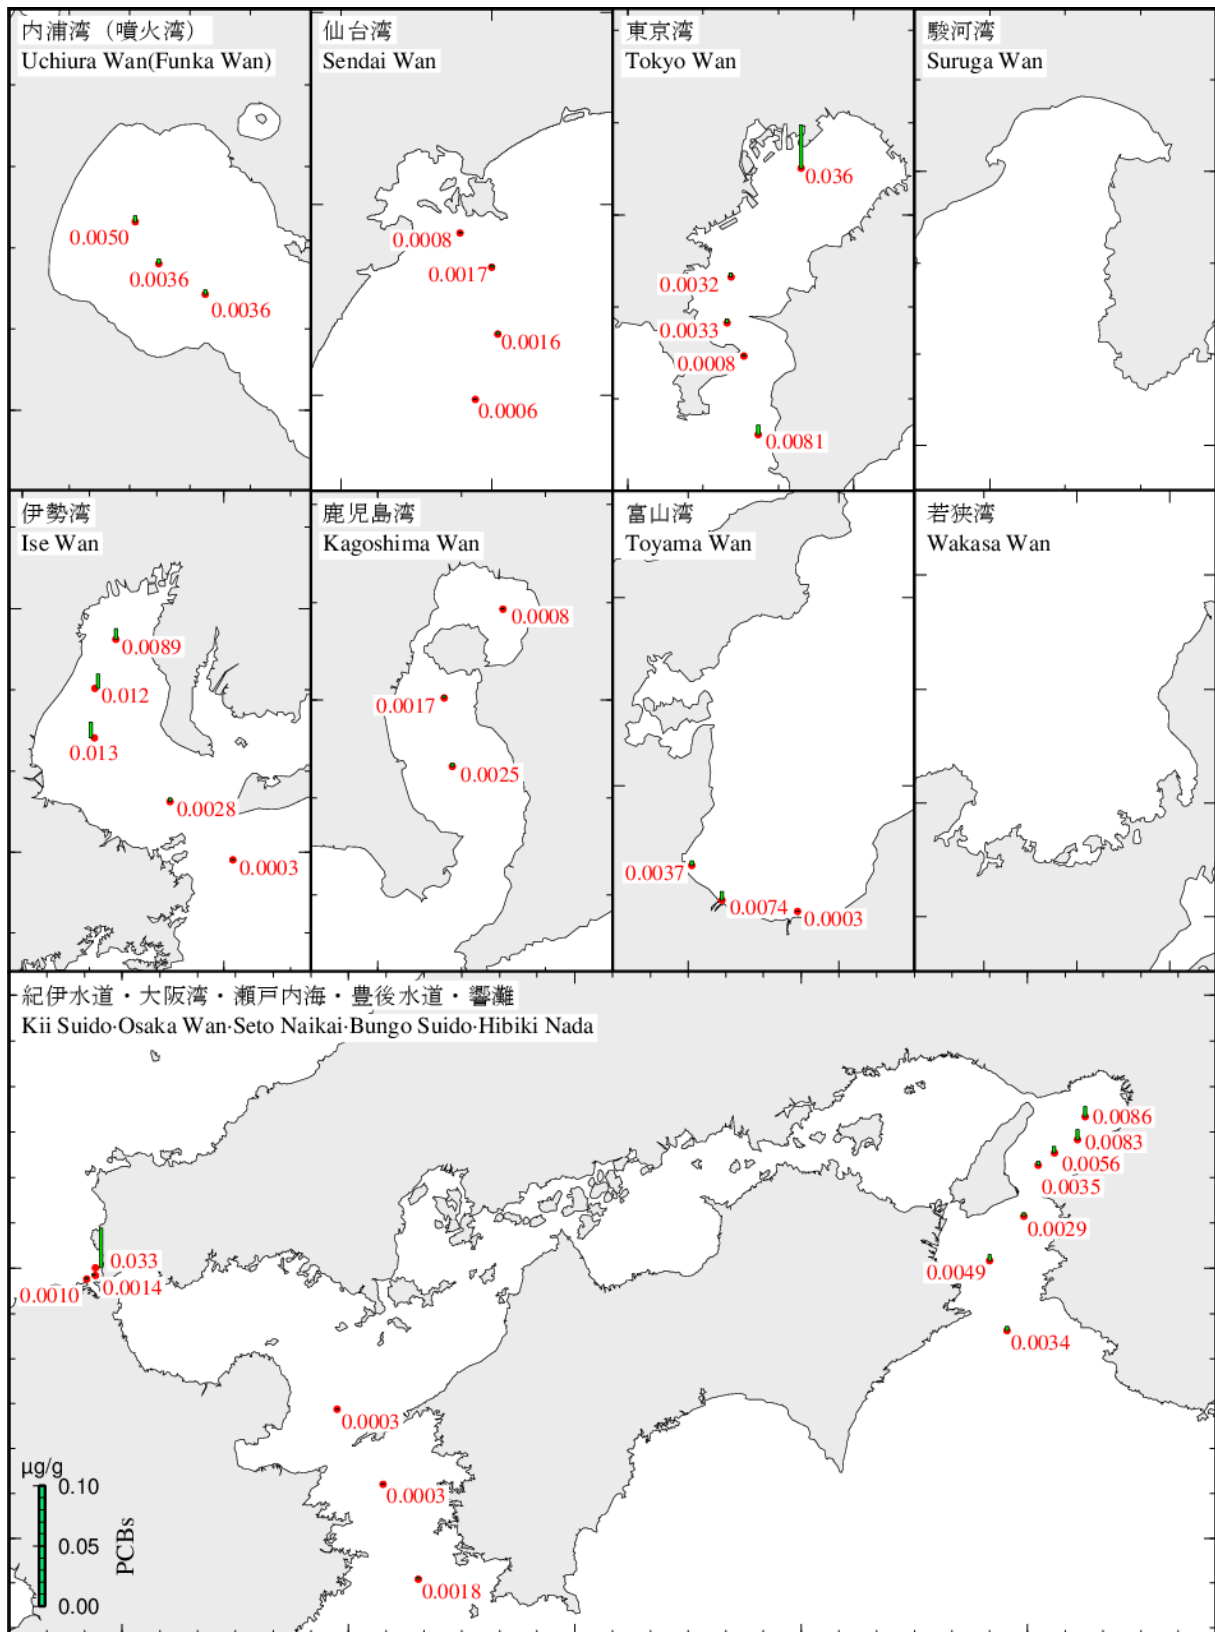 内浦湾（噴火湾）
Uchiura Wan(Funka Wan)
0.0050
0.0036
0.0036
仙台湾
Sendai Wan
0.0008
0.0017
0.0016
0.0006
東京湾
Tokyo Wan
0.036
0.0032
0.0033
0.0008
0.0081
駿河湾
Suruga Wan
伊勢湾
Ise Wan
0.0089
0.012
0.013
0.0028
0.0003
鹿児島湾
Kagoshima Wan
0.0008
0.0017
0.0025
富山湾
Toyama Wan
0.0037
0.0074
0.0003
若狭湾
Wakasa Wan
紀伊水道・大阪湾・瀬戸内海・豊後水道・響灘
Kii Suido·Osaka Wan·Seto Naikai·Bungo Suido·Hibiki Nada
0.0086
0.0083
0.0056
0.0035
0.0029
0.0049
0.0034
0.033
0.0014
0.0010
0.0003
0.0003
0.0018
µg/g
0.10
0.05
0.00
PCBs